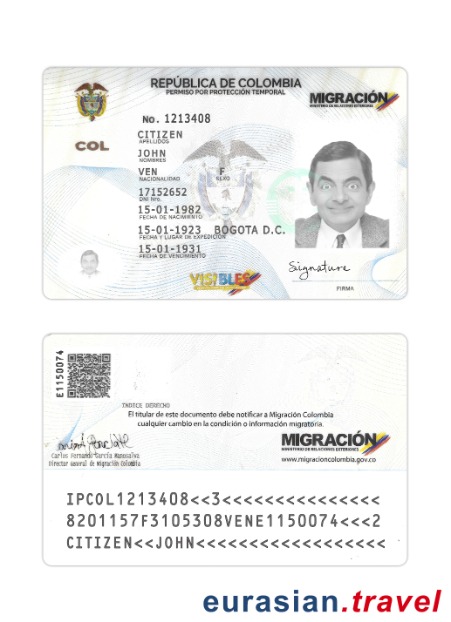 REPÚBLICA DE COLOMBIA
PERMISO POR PROTECCIÓN TEMPORAL
MIGRACIÓN
MINISTERIO DE RELACIONES EXTERIORES
No. 1213408
COL
CITIZEN
APELLIDOS
JOHN
NOMBRES
VEN F
NACIONALIDAD SEXO
17152652
DNI Nro.
15-01-1982
FECHA DE NACIMIENTO
15-01-1923 BOGOTA D.C.
FECHA Y LUGAR DE EXPEDICIÓN
15-01-1931
FECHA DE VENCIMIENTO
VISIBLES
Signature
FIRMA
E1150074
INDICE DERECHO
El titular de este documento debe notificar a Migración Colombia
cualquier cambio en la condición o información migratoria.
Carlos Fernando García Manosalva
Director General de Migración Colombia
MIGRACIÓN
MINISTERIO DE RELACIONES EXTERIORES
www.migracioncolombia.gov.co
IPCOL1213408<<3<<<<<<<<<<<<<<<
8201157F3105308VENE1150074<<<2
CITIZEN<<JOHN<<<<<<<<<<<<<<<<<
eurasian.travel